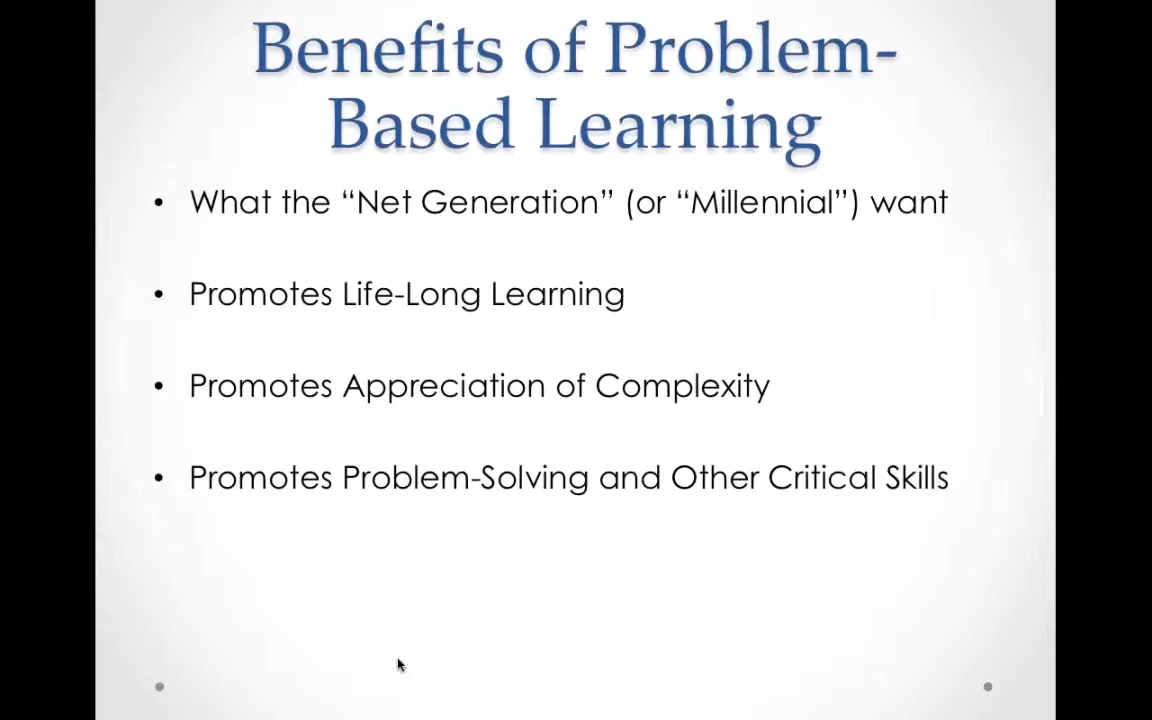 Benefits of Problem-
Based Learning
• What the “Net Generation” (or “Millennial”) want
• Promotes Life-Long Learning
• Promotes Appreciation of Complexity
• Promotes Problem-Solving and Other Critical Skills